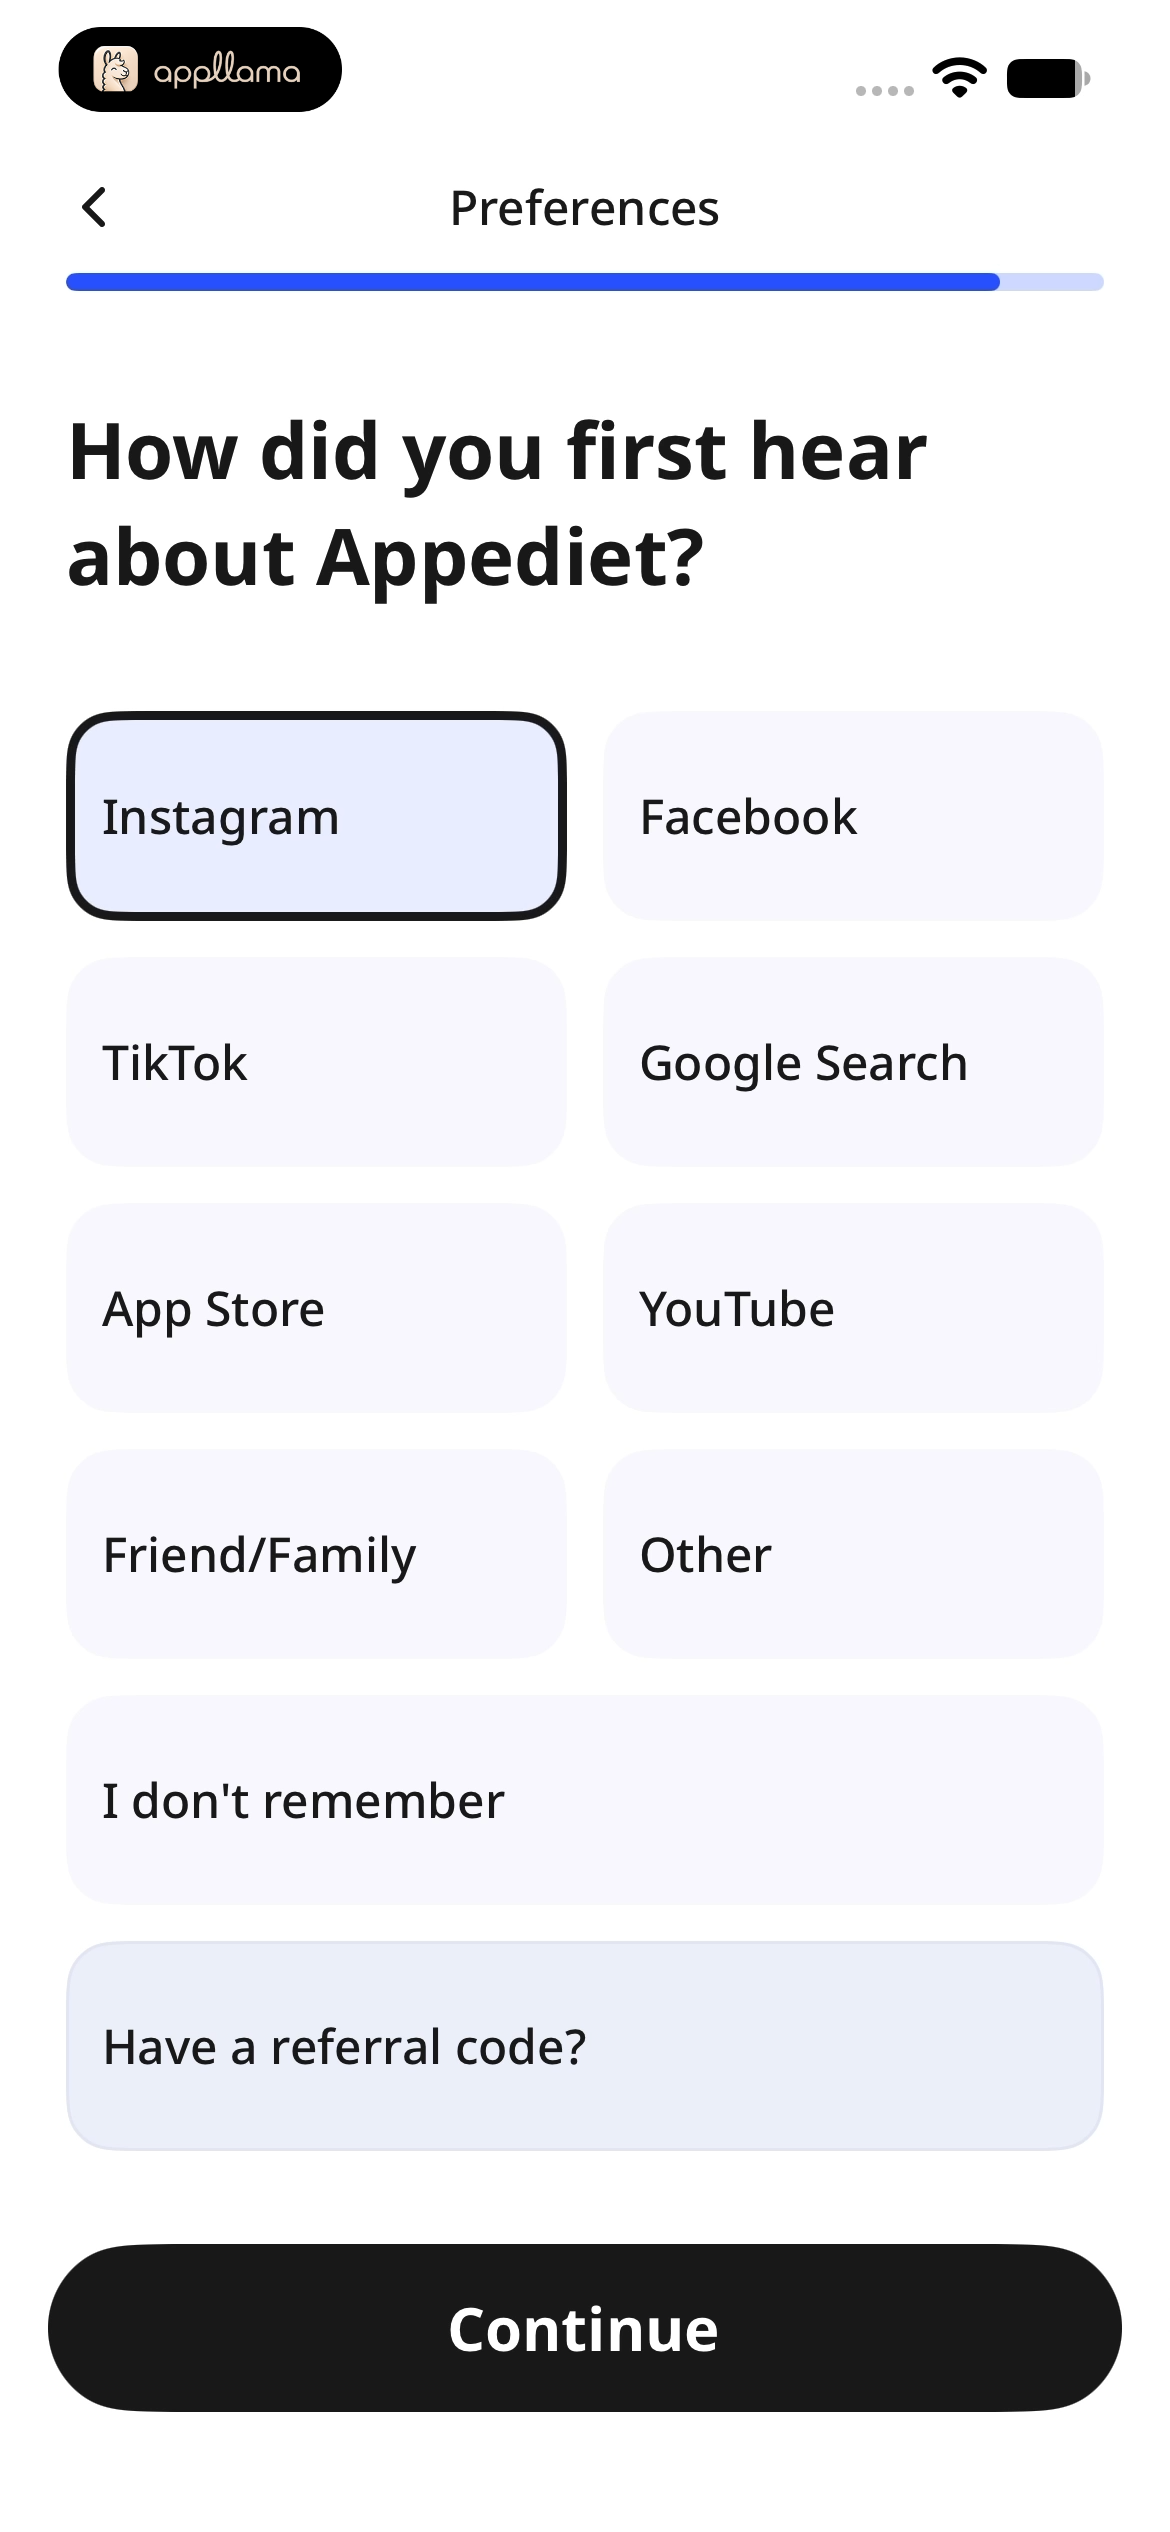 appllama
Preferences
How did you first hear
about Appediet?
Instagram
Facebook
TikTok
Google Search
App Store
YouTube
Friend/Family
Other
I don't remember
Have a referral code?
Continue